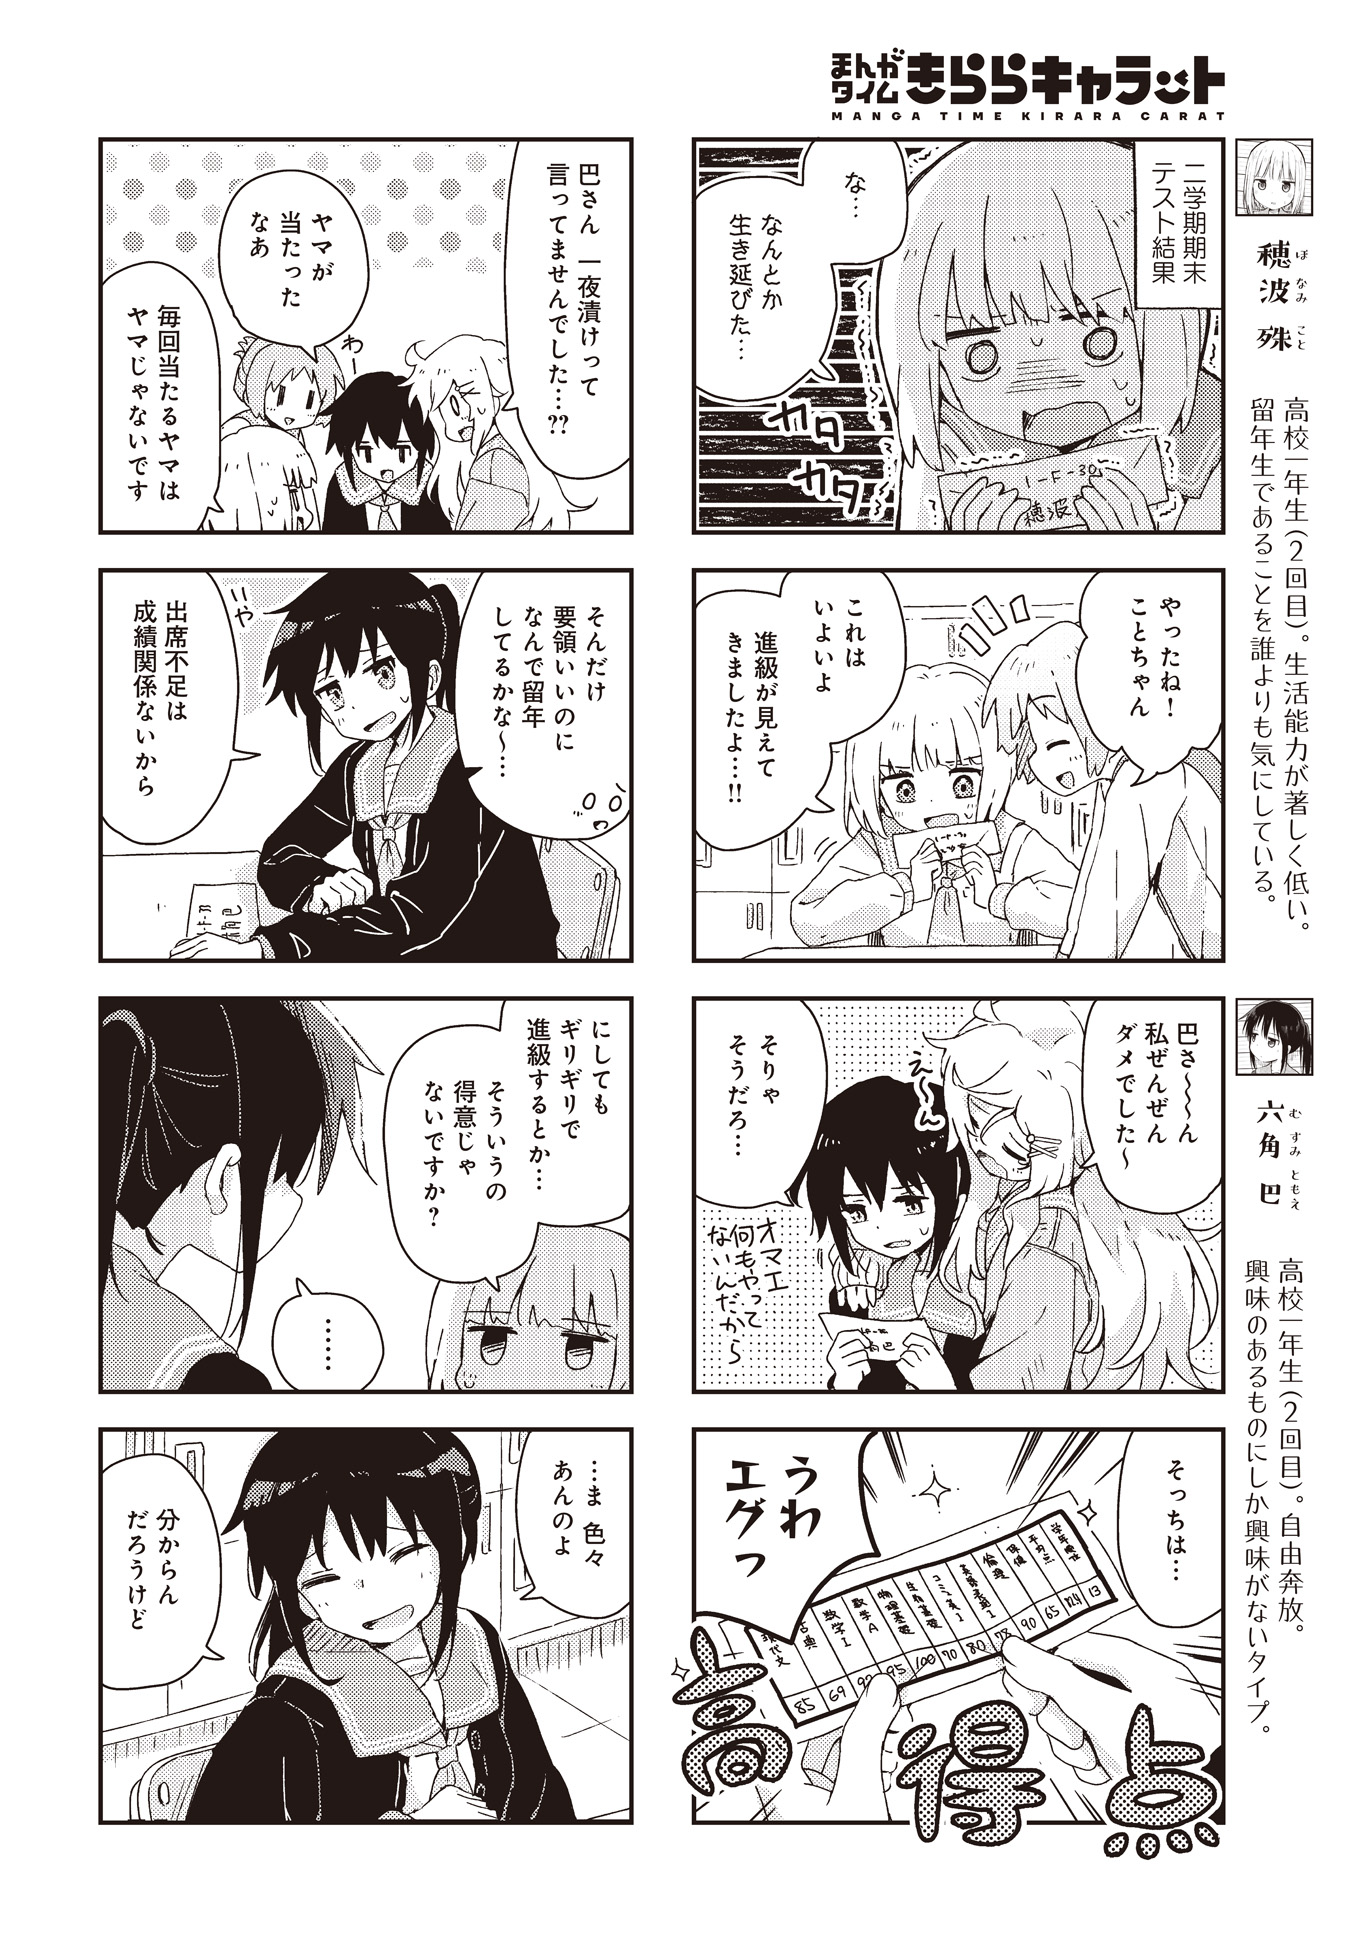 まんが
タイム
きららキャラット
MANGA TIME KIRARA CARAT
穂波 殊
ほ なみ こと
高校一年生(2回目)。生活能力が著しく低い。
留年生であることを誰よりも気にしている。
六角 巴
む すみ ともえ
高校一年生(2回目)。自由奔放。
興味のあるものにしか興味がないタイプ。
二学期期末
テスト結果
な…
なんとか
生き延びた…
カタ
カタ
1-F-30
穂波
やったね!
ことちゃん
これは
いよいよ
進級が見えて
きましたよ…!!
巴さ〜〜ん
私ぜんぜん
ダメでした〜
え〜ん
そりゃ
そうだろ…
オマエ
何もやって
ないんだから
そっちは…
うわ
エグっ
学年順位
平均点
保健
倫理
英語表現1
コミュ英1
生物基礎
物理基礎
数学A
数学I
古典
現代文
13
65
90
78
80
70
100
95
69
85
高得点
巴さん 一夜漬けって
言ってませんでした…??
ヤマが
当たった
なあ
わー
毎回当たるヤマは
ヤマじゃないです
そんだけ
要領いいのに
なんで留年
してるかな〜…
いや
出席不足は
成績関係ないから
にしても
ギリギリで
進級するとか…
そういうの
得意じゃ
ないですか?
……
…ま 色々
あんのよ
分からん
だろうけど